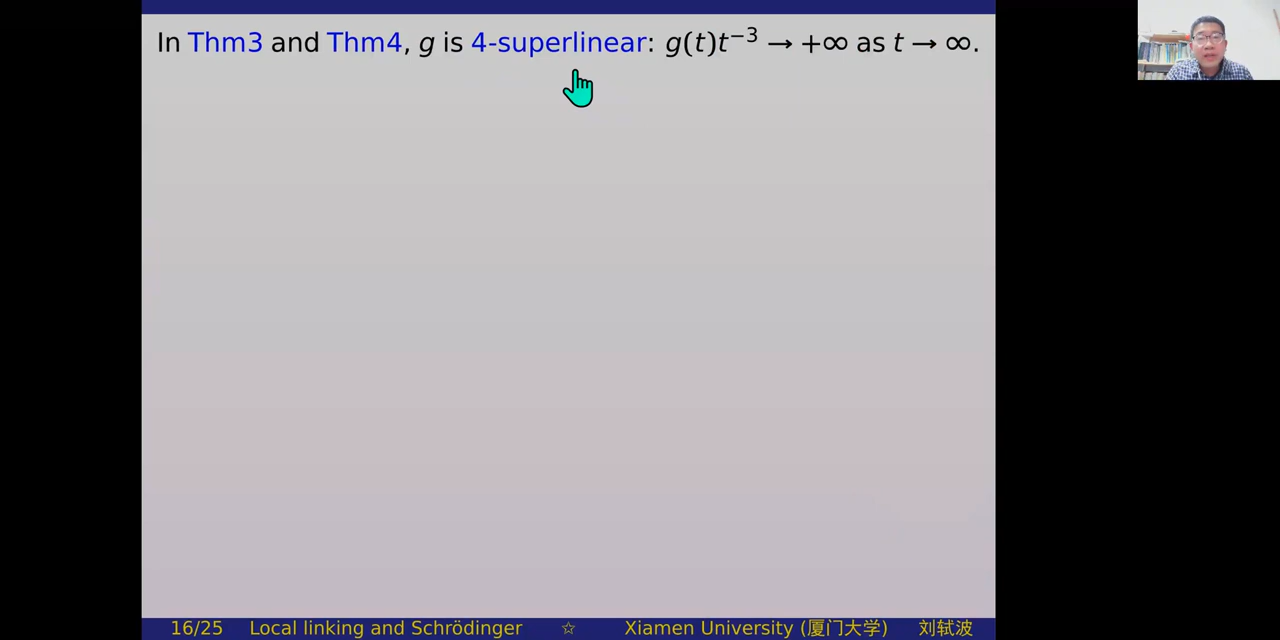 In Thm3 and Thm4, g is 4-superlinear: g(t)t⁻³ → +∞ as t → ∞.
16/25 Local linking and Schrödinger ☆ Xiamen University (厦门大学) 刘轼波